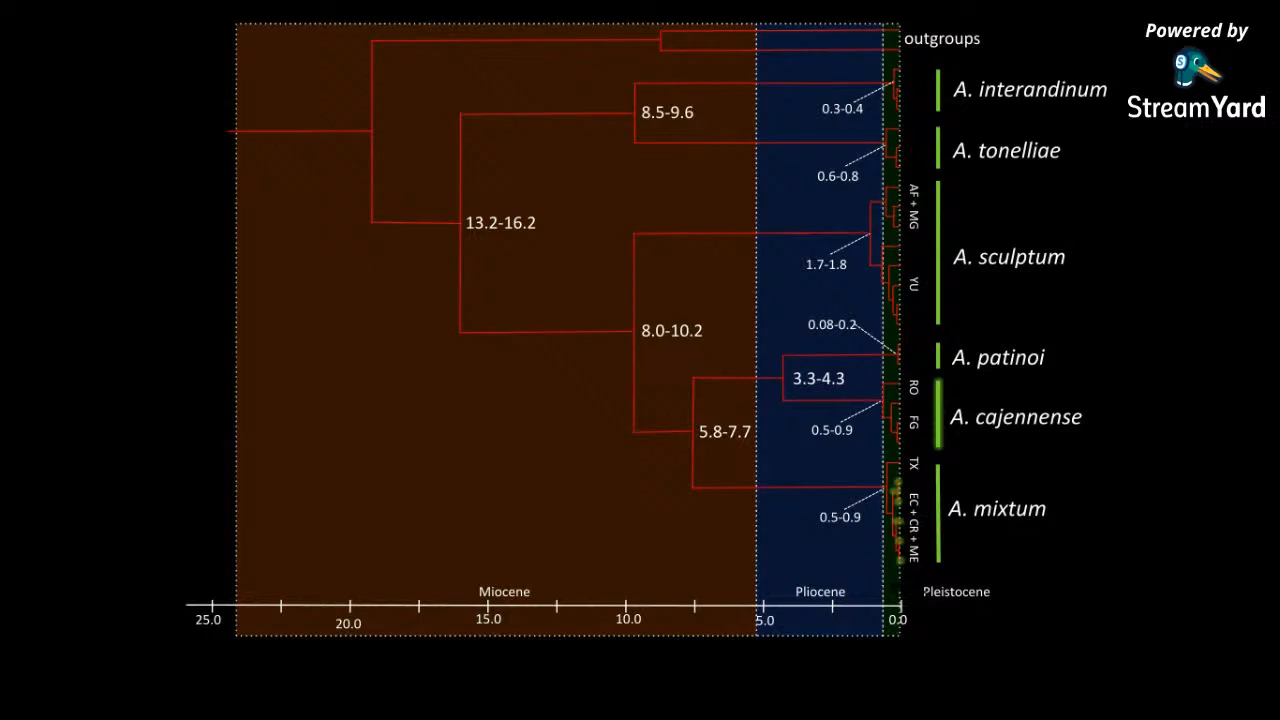 Powered by
StreamYard
outgroups
A. interandinum
8.5-9.6
0.3-0.4
A. tonelliae
0.6-0.8
AF + MG
13.2-16.2
A. sculptum
1.7-1.8
YU
0.08-0.2
8.0-10.2
A. patinoi
3.3-4.3
RO
A. cajennense
FG
0.5-0.9
5.8-7.7
TX
A. mixtum
EC + CR + ME
0.5-0.9
Miocene
Pliocene
Pleistocene
25.0
20.0
15.0
10.0
5.0
0.0